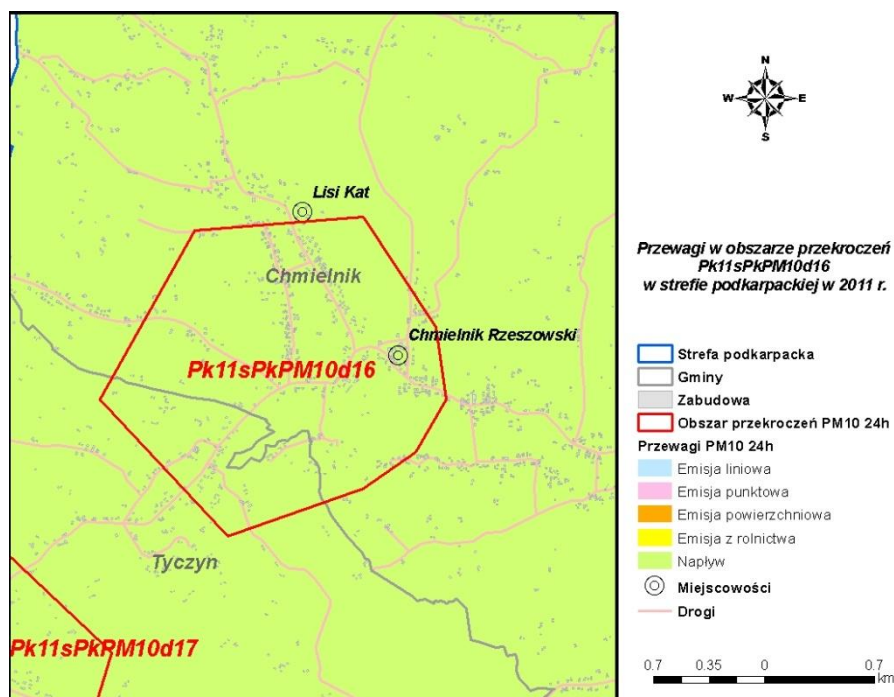 N
W E
S
Lisi Kat
Chmielnik
Chmielnik Rzeszowski
Pk11sPkPM10d16
Tyczyn
Pk11sPkPM10d17
Przewagi w obszarze przekroczeń
Pk11sPkPM10d16
w strefie podkarpackiej w 2011 r.
Strefa podkarpacka
Gminy
Zabudowa
Obszar przekroczeń PM10 24h
Przewagi PM10 24h
Emisja liniowa
Emisja punktowa
Emisja powierzchniowa
Emisja z rolnictwa
Napływ
Miejscowości
Drogi
0.7 0.35 0 0.7
km